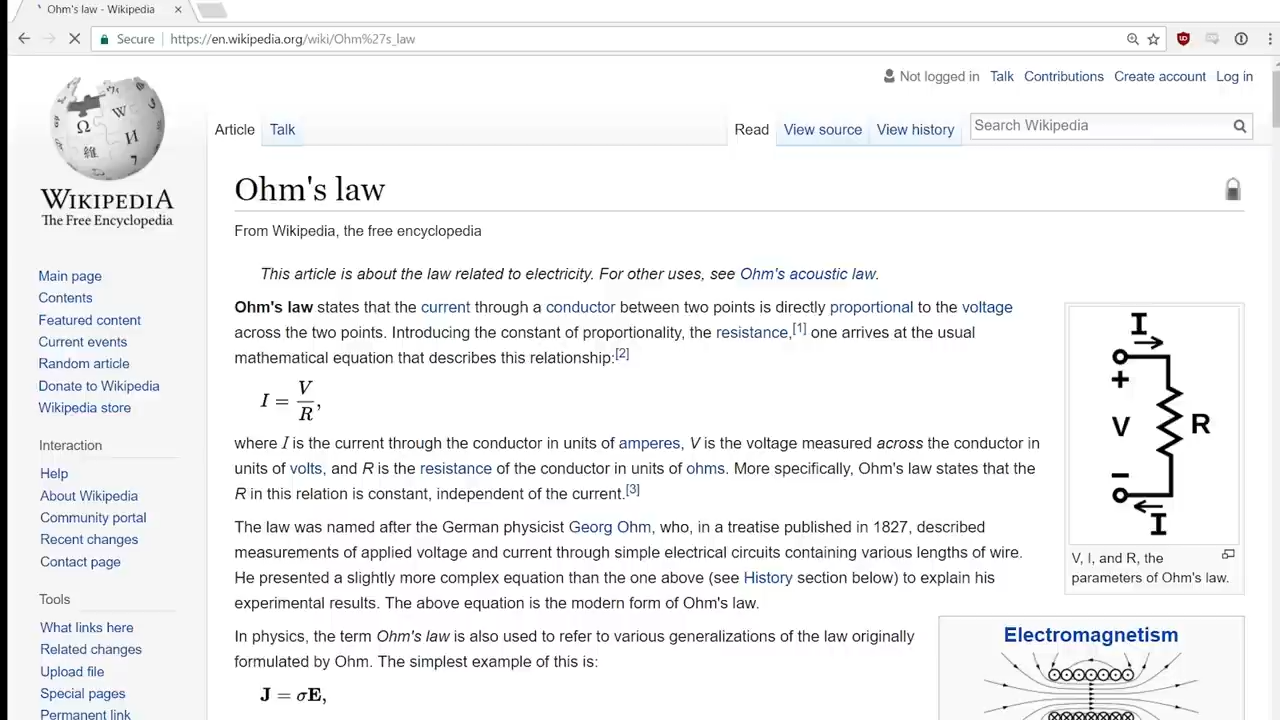 Ohm's law - Wikipedia
Secure | https://en.wikipedia.org/wiki/Ohm%27s_law
Not logged in Talk Contributions Create account Log in
Article Talk Read View source View history Search Wikipedia
WIKIPEDIA
The Free Encyclopedia
Main page
Contents
Featured content
Current events
Random article
Donate to Wikipedia
Wikipedia store
Interaction
Help
About Wikipedia
Community portal
Recent changes
Contact page
Tools
What links here
Related changes
Upload file
Special pages
Permanent link
Ohm's law
From Wikipedia, the free encyclopedia
This article is about the law related to electricity. For other uses, see Ohm's acoustic law.
Ohm's law states that the current through a conductor between two points is directly proportional to the voltage
across the two points. Introducing the constant of proportionality, the resistance,[1] one arrives at the usual
mathematical equation that describes this relationship:[2]
I = V/R,
where I is the current through the conductor in units of amperes, V is the voltage measured across the conductor in
units of volts, and R is the resistance of the conductor in units of ohms. More specifically, Ohm's law states that the
R in this relation is constant, independent of the current.[3]
The law was named after the German physicist Georg Ohm, who, in a treatise published in 1827, described
measurements of applied voltage and current through simple electrical circuits containing various lengths of wire.
He presented a slightly more complex equation than the one above (see History section below) to explain his
experimental results. The above equation is the modern form of Ohm's law.
In physics, the term Ohm's law is also used to refer to various generalizations of the law originally
formulated by Ohm. The simplest example of this is:
J = σE,
I
+
V R
−
I
V, I, and R, the
parameters of Ohm's law.
Electromagnetism